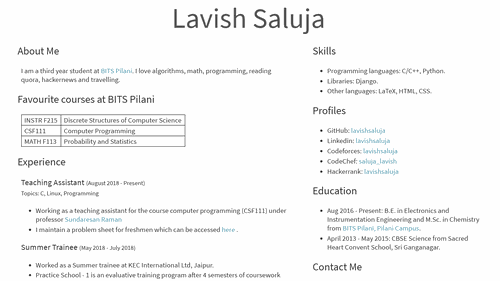 Lavish Saluja
About Me
I am a third year student at BITS Pilani. I love algorithms, math, programming, reading
quora, hackernews and travelling.
Favourite courses at BITS Pilani
INSTR F215 Discrete Structures of Computer Science
CSF111 Computer Programming
MATH F113 Probability and Statistics
Experience
Teaching Assistant (August 2018 - Present)
Topics: C, Linux, Programming
Working as a teaching assistant for the course computer programming (CSF111) under
professor Sundaresan Raman
I maintain a problem sheet for freshmen which can be accessed here .
Summer Trainee (May 2018 - July 2018)
Worked as a Summer trainee at KEC International Ltd, Jaipur.
Practice School - 1 is an evaluative training program after 4 semesters of coursework
Skills
Programming languages: C/C++, Python.
Libraries: Django.
Other languages: LaTeX, HTML, CSS.
Profiles
GitHub: lavishsaluja
Linkedin: lavishsaluja
Codeforces: lavishsaluja
CodeChef: saluja_lavish
Hackerrank: lavishsaluja
Education
Aug 2016 - Present: B.E. in Electronics and
Instrumentation Engineering and M.Sc. in Chemistry
from BITS Pilani, Pilani Campus.
April 2013 - May 2015: CBSE Science from Sacred
Heart Convent School, Sri Ganganagar.
Contact Me